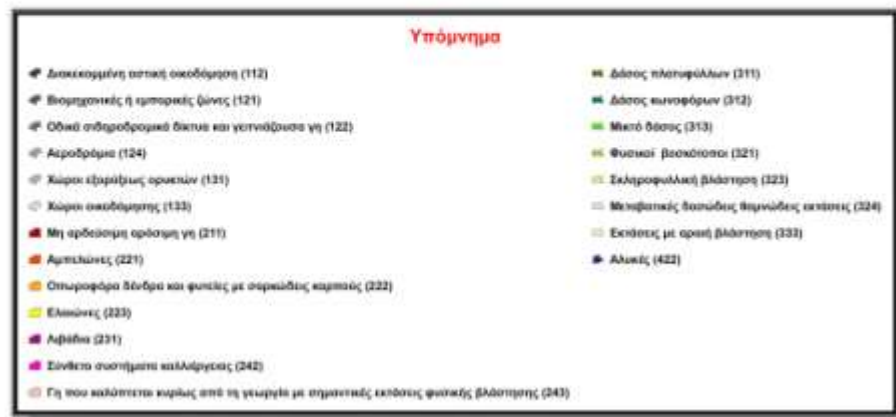 Υπόμνημα
Διακεκομμένη αστική οικοδόμηση (112)
Βιομηχανικές ή εμπορικές ζώνες (121)
Οδικά σιδηροδρομικά δίκτυα και γειτνιάζουσα γη (122)
Αεροδρόμια (124)
Χώροι εξορύξεως ορυκτών (131)
Χώροι οικοδόμησης (133)
Μη αρδεύσιμη αρόσιμη γη (211)
Αμπελώνες (221)
Οπωροφόρα δένδρα και φυτείες με σαρκώδεις καρπούς (222)
Ελαιώνες (223)
Λιβάδια (231)
Σύνθετα συστήματα καλλιέργειας (242)
Γη που καλύπτεται κυρίως από τη γεωργία με σημαντικές εκτάσεις φυσικής βλάστησης (243)
Δάσος πλατυφύλλων (311)
Δάσος κωνοφόρων (312)
Μικτό δάσος (313)
Φυσικοί βοσκότοποι (321)
Σκληροφυλλική βλάστηση (323)
Μεταβατικές δασώδεις θαμνώδεις εκτάσεις (324)
Εκτάσεις με αραιή βλάστηση (333)
Αλυκές (422)